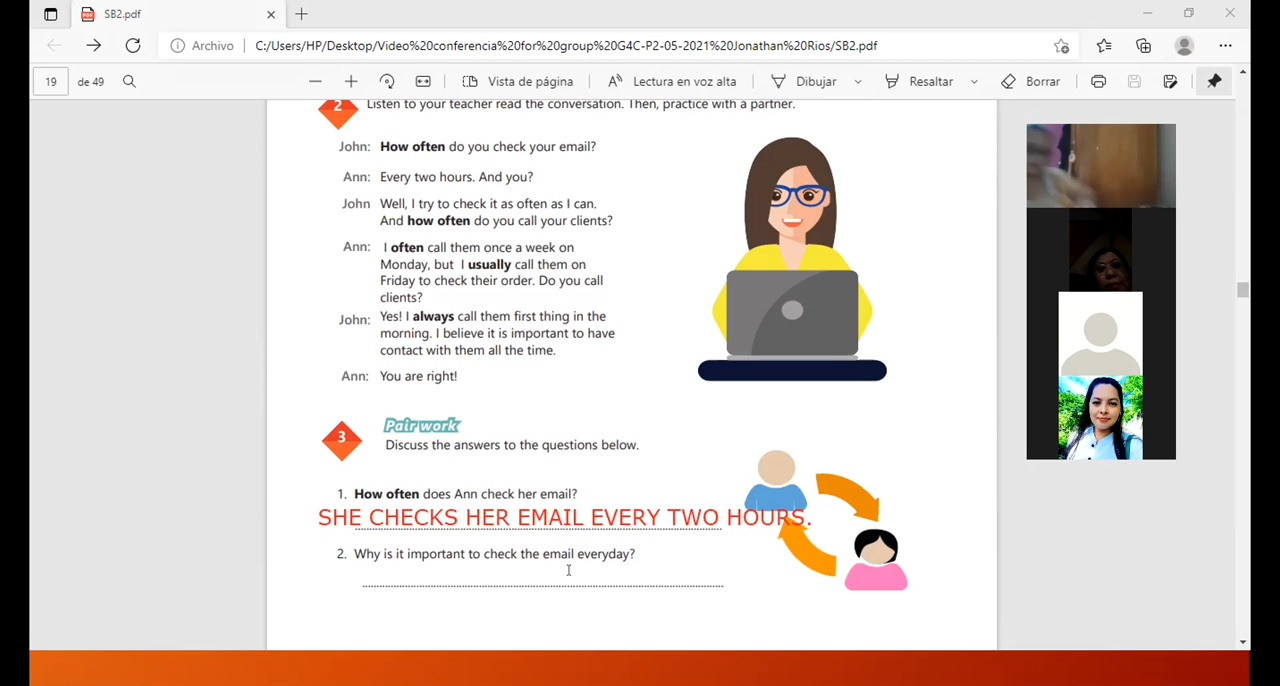 SB2.pdf
Archivo C:/Users/HP/Desktop/Video%20conferencia%20for%20group%20G4C-P2-05-2021%20Jonathan%20Rios/SB2.pdf
19 de 49 Vista de página Lectura en voz alta Dibujar Resaltar Borrar
2 Listen to your teacher read the conversation. Then, practice with a partner.
John: How often do you check your email?
Ann: Every two hours. And you?
John Well, I try to check it as often as I can.
And how often do you call your clients?
Ann: I often call them once a week on
Monday, but I usually call them on
Friday to check their order. Do you call
clients?
John: Yes! I always call them first thing in the
morning. I believe it is important to have
contact with them all the time.
Ann: You are right!
3 Pair work
Discuss the answers to the questions below.
1. How often does Ann check her email?
SHE CHECKS HER EMAIL EVERY TWO HOURS.
2. Why is it important to check the email everyday?